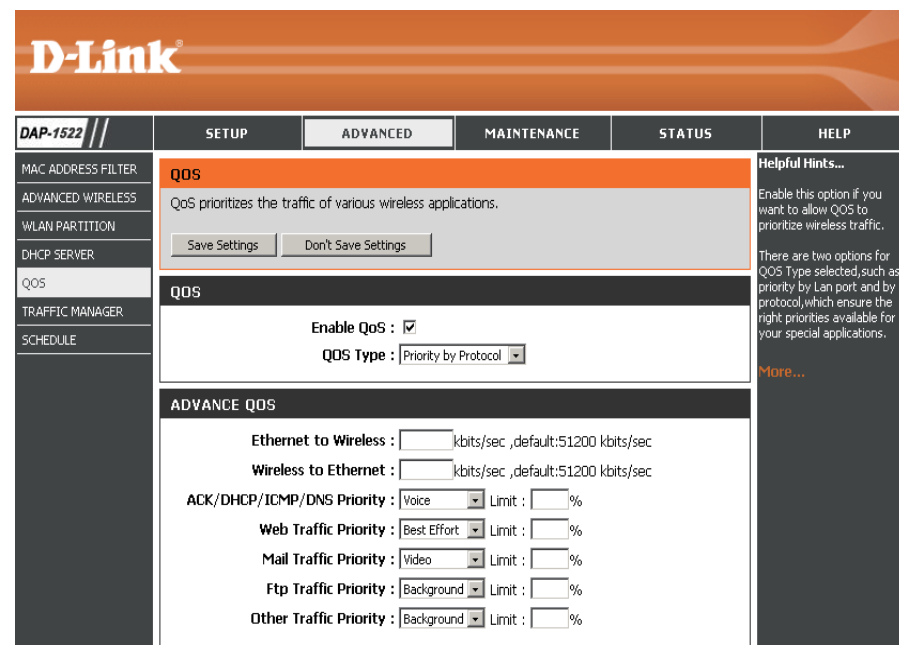 D-Link®
DAP-1522 // SETUP ADVANCED MAINTENANCE STATUS HELP
MAC ADDRESS FILTER
ADVANCED WIRELESS
WLAN PARTITION
DHCP SERVER
QOS
TRAFFIC MANAGER
SCHEDULE
QOS
QoS prioritizes the traffic of various wireless applications.
Save Settings Don't Save Settings
QOS
Enable QoS :
QOS Type : Priority by Protocol
ADVANCE QOS
Ethernet to Wireless : kbits/sec ,default:51200 kbits/sec
Wireless to Ethernet : kbits/sec ,default:51200 kbits/sec
ACK/DHCP/ICMP/DNS Priority : Voice Limit : %
Web Traffic Priority : Best Effort Limit : %
Mail Traffic Priority : Video Limit : %
Ftp Traffic Priority : Background Limit : %
Other Traffic Priority : Background Limit : %
Helpful Hints...
Enable this option if you
want to allow QOS to
prioritize wireless traffic.
There are two options for
QOS Type selected,such as
priority by Lan port and by
protocol,which ensure the
right priorities available for
your special applications.
More...